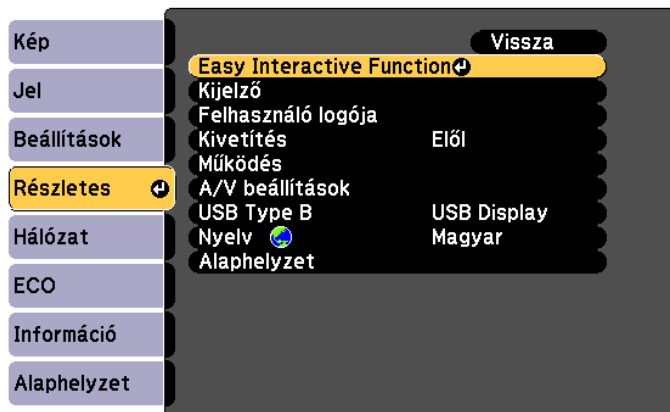 Kép
Jel
Beállítások
Részletes
Hálózat
ECO
Információ
Alaphelyzet
Vissza
Easy Interactive Function
Kijelző
Felhasználó logója
Kivetítés Elől
Működés
A/V beállítások
USB Type B USB Display
Nyelv Magyar
Alaphelyzet